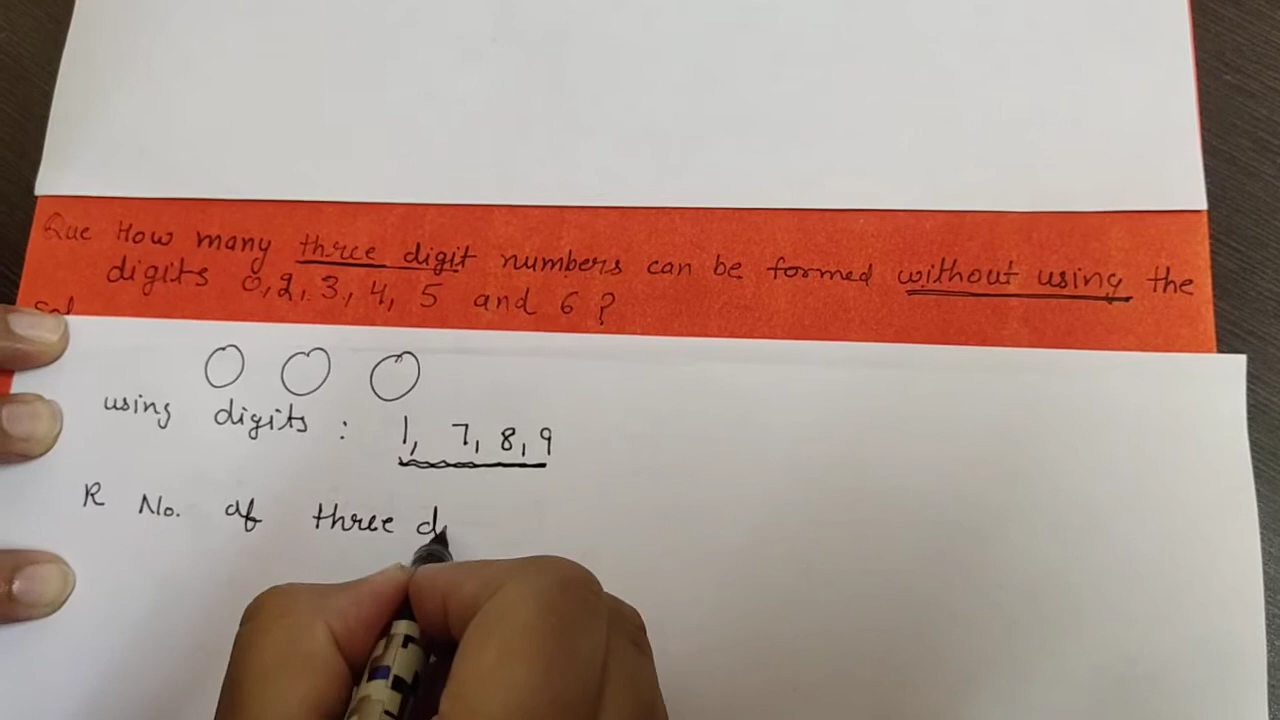 Que How many three digit numbers can be formed without using the
digits 0, 2, 3, 4, 5 and 6 ?
Sol
using digits : 1, 7, 8, 9
R No. of three d